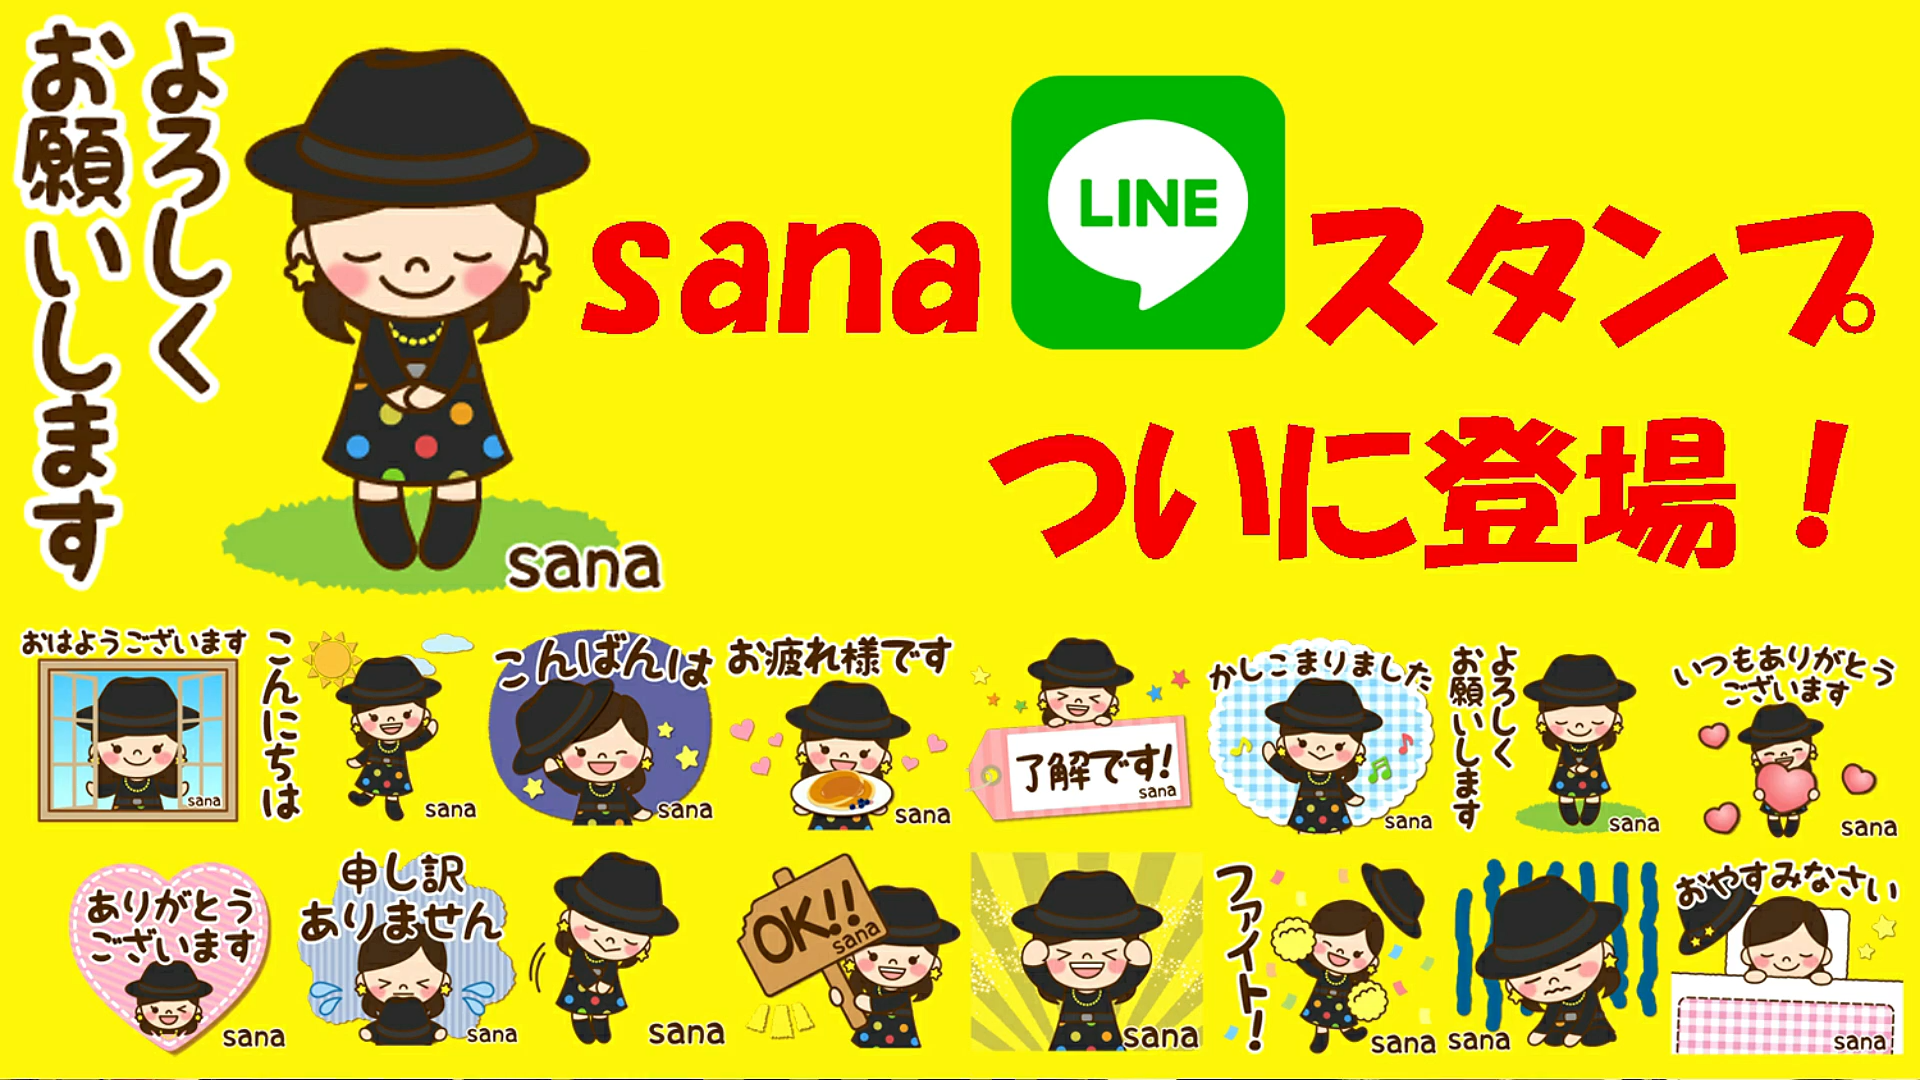 よろしく
お願いします
sana
sana LINE スタンプ
ついに登場！
おはようございます
sana
こんにちは
sana
こんばんは
sana
お疲れ様です
sana
了解です!
sana
かしこまりました
sana
よろしく
お願いします
sana
いつもありがとう
ございます
sana
ありがとう
ございます
sana
申し訳
ありません
sana
sana
OK!!
sana
sana
ファイト!
sana
sana
おやすみなさい
sana